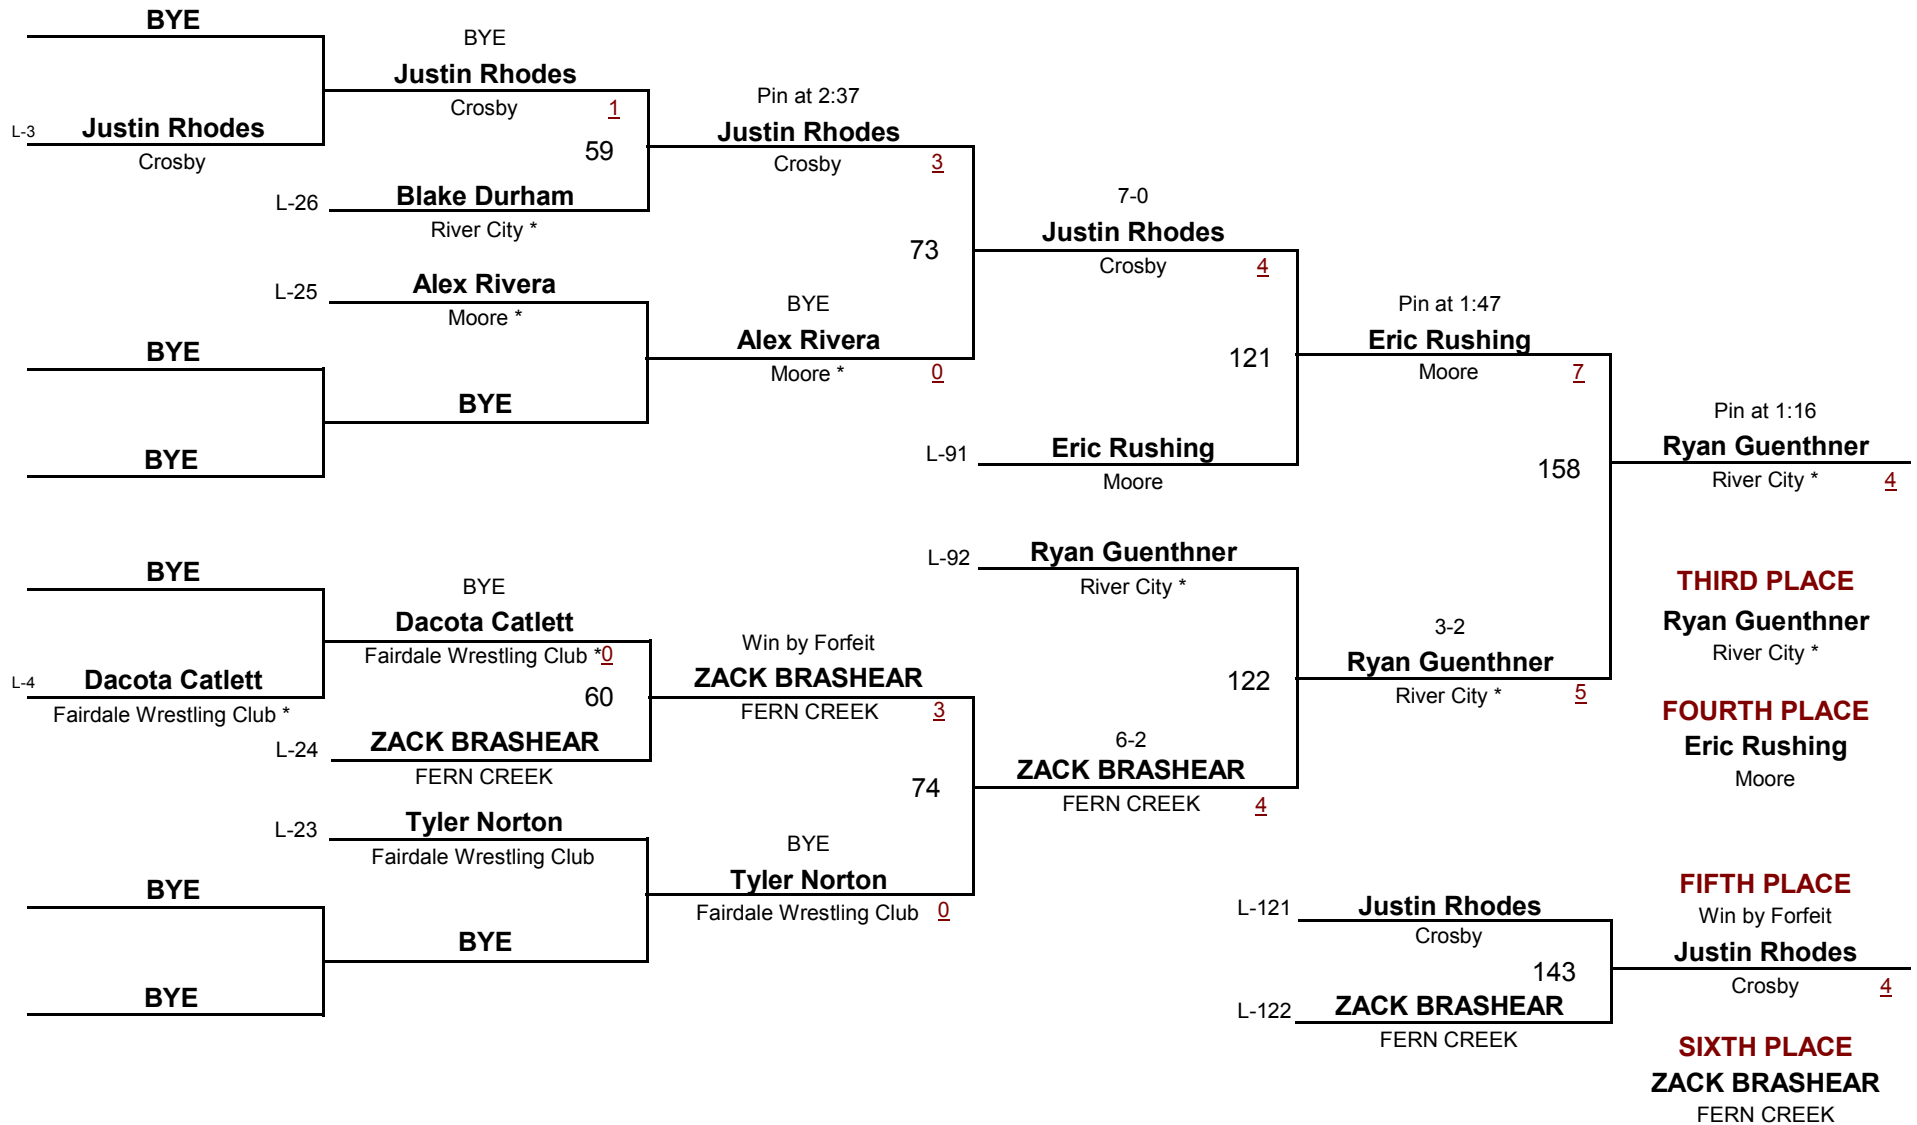 BYE
L-3 Justin Rhodes
Crosby
BYE
Justin Rhodes
Crosby 1
59
L-26 Blake Durham
River City *
L-25 Alex Rivera
Moore *
BYE
BYE
BYE
Pin at 2:37
Justin Rhodes
Crosby 3
73
BYE
Alex Rivera
Moore * 0
7-0
Justin Rhodes
Crosby 4
121
L-91 Eric Rushing
Moore
Pin at 1:47
Eric Rushing
Moore 7
158
Pin at 1:16
Ryan Guenthner
River City * 4
BYE
L-4 Dacota Catlett
Fairdale Wrestling Club *
BYE
Dacota Catlett
Fairdale Wrestling Club *0
60
L-24 ZACK BRASHEAR
FERN CREEK
L-23 Tyler Norton
Fairdale Wrestling Club
BYE
BYE
BYE
Win by Forfeit
ZACK BRASHEAR
FERN CREEK 3
74
BYE
Tyler Norton
Fairdale Wrestling Club 0
L-92 Ryan Guenthner
River City *
122
6-2
ZACK BRASHEAR
FERN CREEK 4
3-2
Ryan Guenthner
River City * 5
THIRD PLACE
Ryan Guenthner
River City *
FOURTH PLACE
Eric Rushing
Moore
L-121 Justin Rhodes
Crosby
143
L-122 ZACK BRASHEAR
FERN CREEK
FIFTH PLACE
Win by Forfeit
Justin Rhodes
Crosby 4
SIXTH PLACE
ZACK BRASHEAR
FERN CREEK